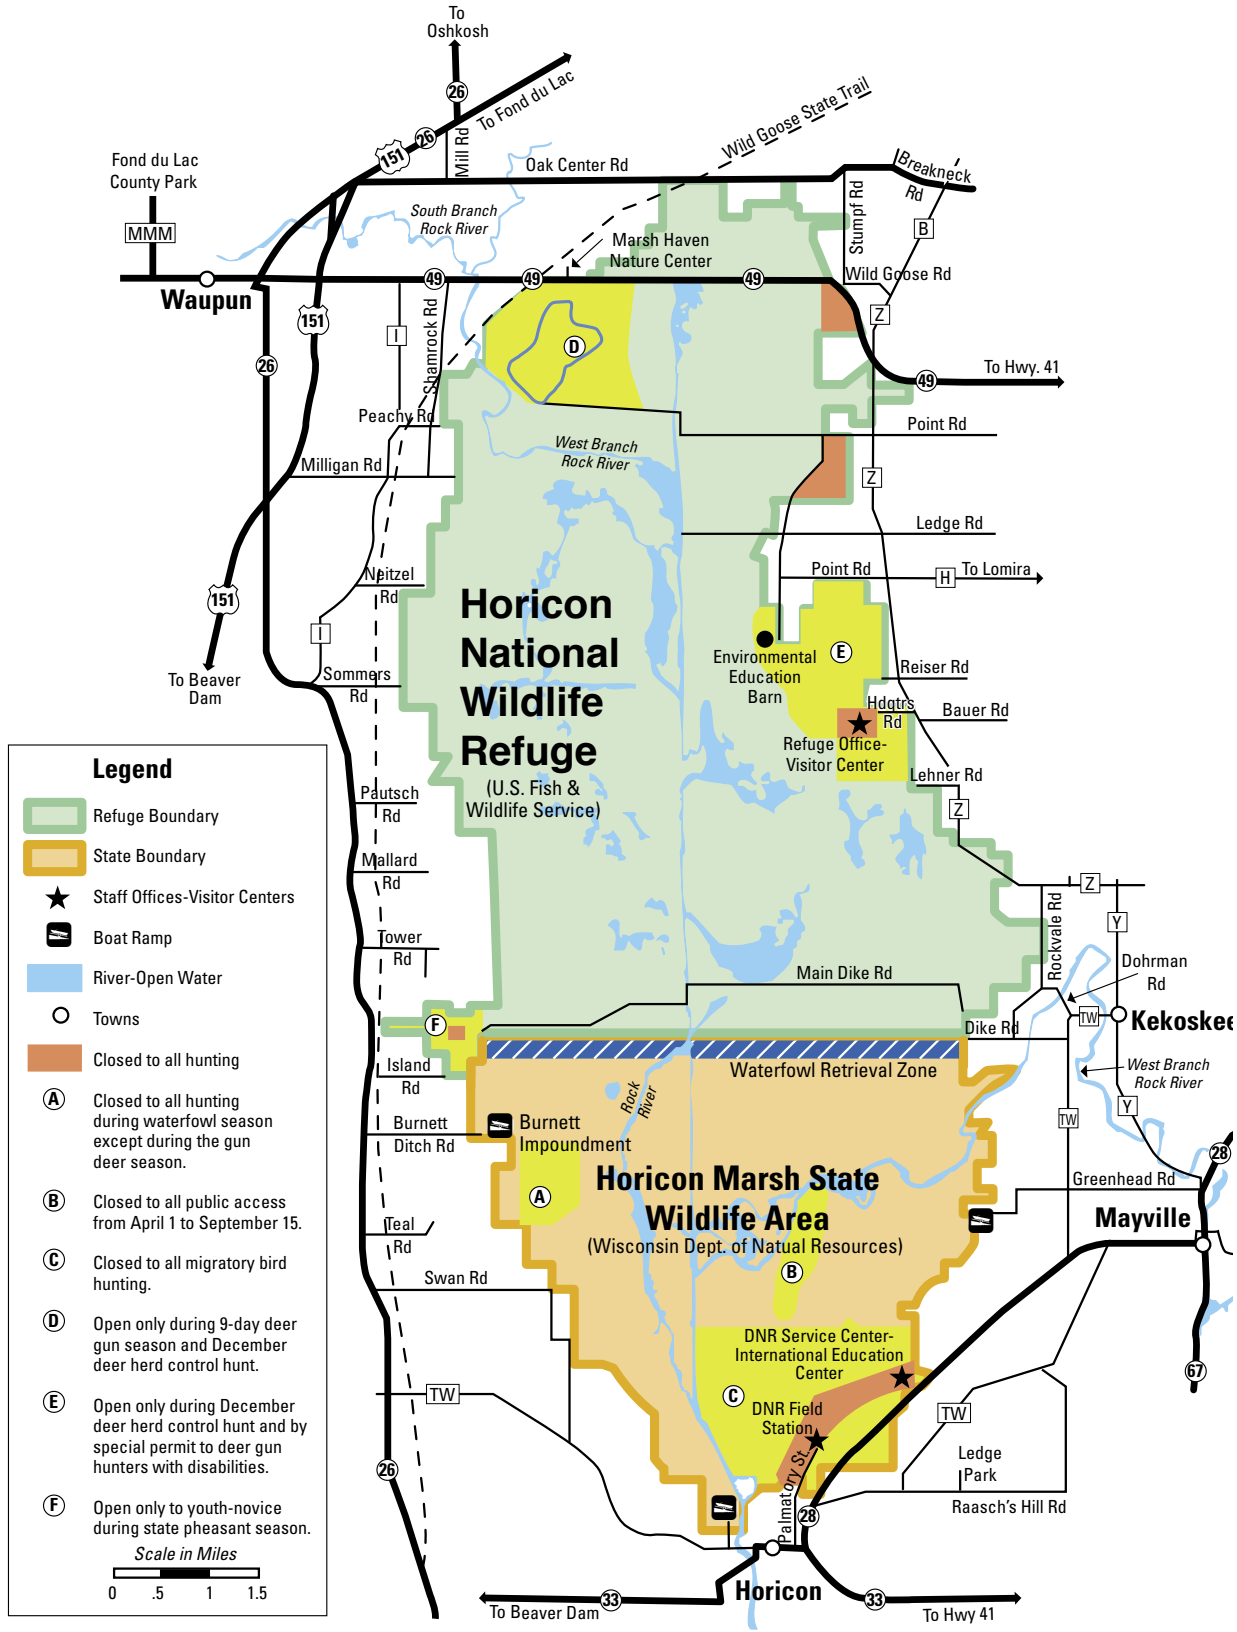 To
Oshkosh
26
To Fond du Lac
26
151
Mill Rd
Wild Goose State Trail
Fond du Lac
County Park
MMM
Oak Center Rd
Breakneck
Rd
Stumpf Rd
B
South Branch
Rock River
Marsh Haven
Nature Center
Wild Goose Rd
49
49
49
Waupun
151
I
Shamrock Rd
Z
D
26
To Hwy. 41
49
Peachy Rd
Point Rd
West Branch
Rock River
Milligan Rd
Z
Ledge Rd
Neitzel
Rd
Point Rd
H
To Lomira
151
I
Horicon
National
Wildlife
Refuge
(U.S. Fish &
Wildlife Service)
Environmental
Education
Barn
E
Reiser Rd
To Beaver
Dam
Sommers
Rd
Hdqtrs
Rd
Bauer Rd
Refuge Office-
Visitor Center
Lehner Rd
Z
Pautsch
Rd
Mallard
Rd
Z
Rockvale Rd
Y
Tower
Rd
Main Dike Rd
Dohrman
Rd
F
Dike Rd
TW
Kekoskee
Island
Rd
Waterfowl Retrieval Zone
West Branch
Rock River
Rock
River
Y
TW
Burnett
Ditch Rd
Burnett
Impoundment
28
A
Horicon Marsh State
Wildlife Area
(Wisconsin Dept. of Natual Resources)
Greenhead Rd
Mayville
Teal
Rd
B
Swan Rd
DNR Service Center-
International Education
Center
67
TW
C
DNR Field
Station
TW
Palmatory St.
Ledge
Park
26
Raasch's Hill Rd
28
Horicon
33
To Beaver Dam
33
To Hwy 41
Legend
Refuge Boundary
State Boundary
Staff Offices-Visitor Centers
Boat Ramp
River-Open Water
Towns
Closed to all hunting
A
Closed to all hunting
during waterfowl season
except during the gun
deer season.
B
Closed to all public access
from April 1 to September 15.
C
Closed to all migratory bird
hunting.
D
Open only during 9-day deer
gun season and December
deer herd control hunt.
E
Open only during December
deer herd control hunt and by
special permit to deer gun
hunters with disabilities.
F
Open only to youth-novice
during state pheasant season.
Scale in Miles
0 .5 1 1.5